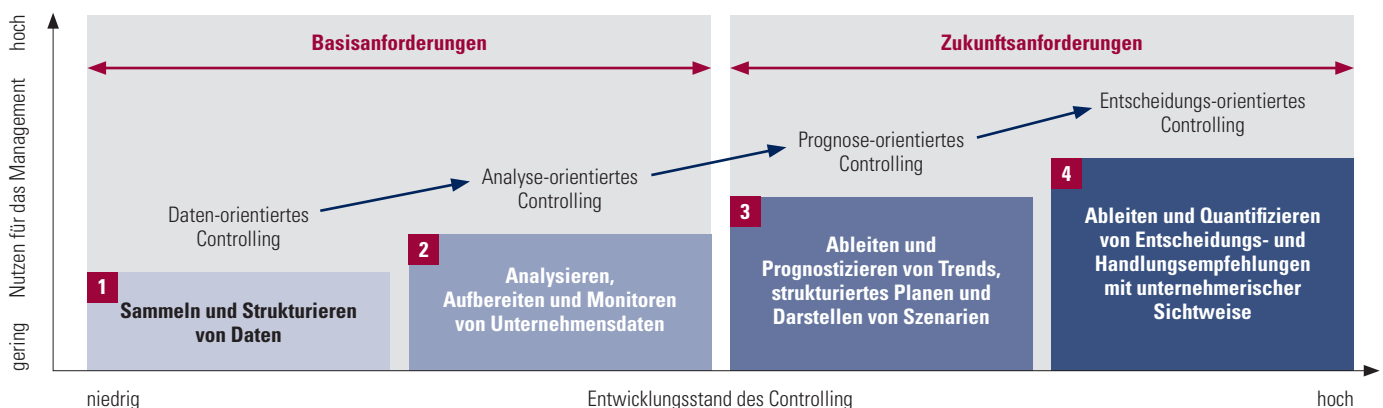 Basisanforderungen
Zukunftsanforderungen
Nutzen für das Management
hoch
gering
Daten-orientiertes
Controlling
Analyse-orientiertes
Controlling
Prognose-orientiertes
Controlling
Entscheidungs-orientiertes
Controlling
1
Sammeln und Strukturieren
von Daten
2
Analysieren,
Aufbereiten und Monitoren
von Unternehmensdaten
3
Ableiten und
Prognostizieren von Trends,
strukturiertes Planen und
Darstellen von Szenarien
4
Ableiten und Quantifizieren
von Entscheidungs- und
Handlungsempfehlungen
mit unternehmerischer
Sichtweise
niedrig
Entwicklungsstand des Controlling
hoch